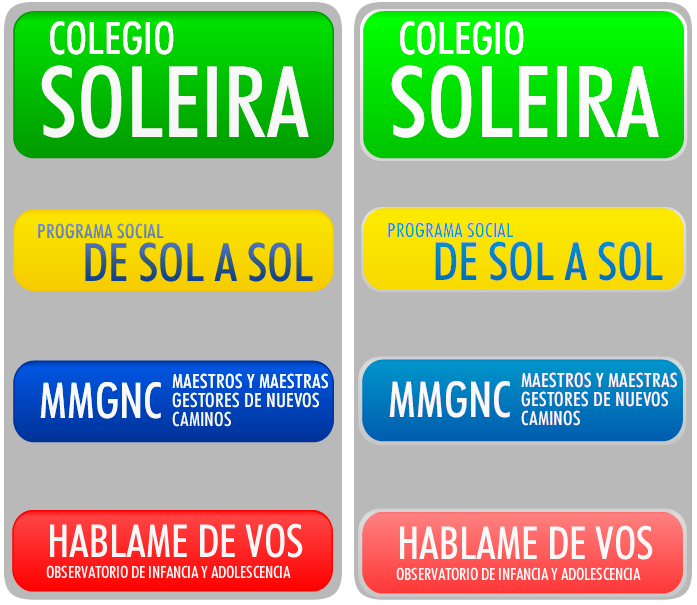 COLEGIO
SOLEIRA
PROGRAMA SOCIAL
DE SOL A SOL
MMGNC
MAESTROS Y MAESTRAS
GESTORES DE NUEVOS
CAMINOS
HABLAME DE VOS
OBSERVATORIO DE INFANCIA Y ADOLESCENCIA
COLEGIO
SOLEIRA
PROGRAMA SOCIAL
DE SOL A SOL
MMGNC
MAESTROS Y MAESTRAS
GESTORES DE NUEVOS
CAMINOS
HABLAME DE VOS
OBSERVATORIO DE INFANCIA Y ADOLESCENCIA